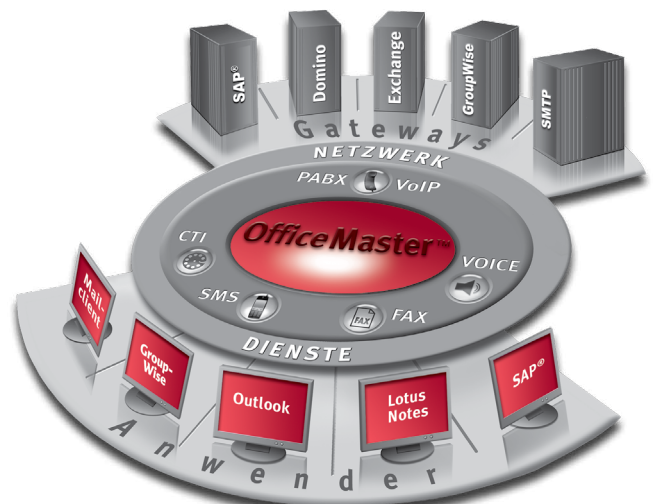 SAP®
Domino
Exchange
GroupWise
SMTP
Gateways
NETZWERK
PABX VoIP
OfficeMaster™
CTI
VOICE
SMS
FAX
FAX
DIENSTE
Mail-
client
Group-
Wise
Outlook
Lotus
Notes
SAP®
Anwender